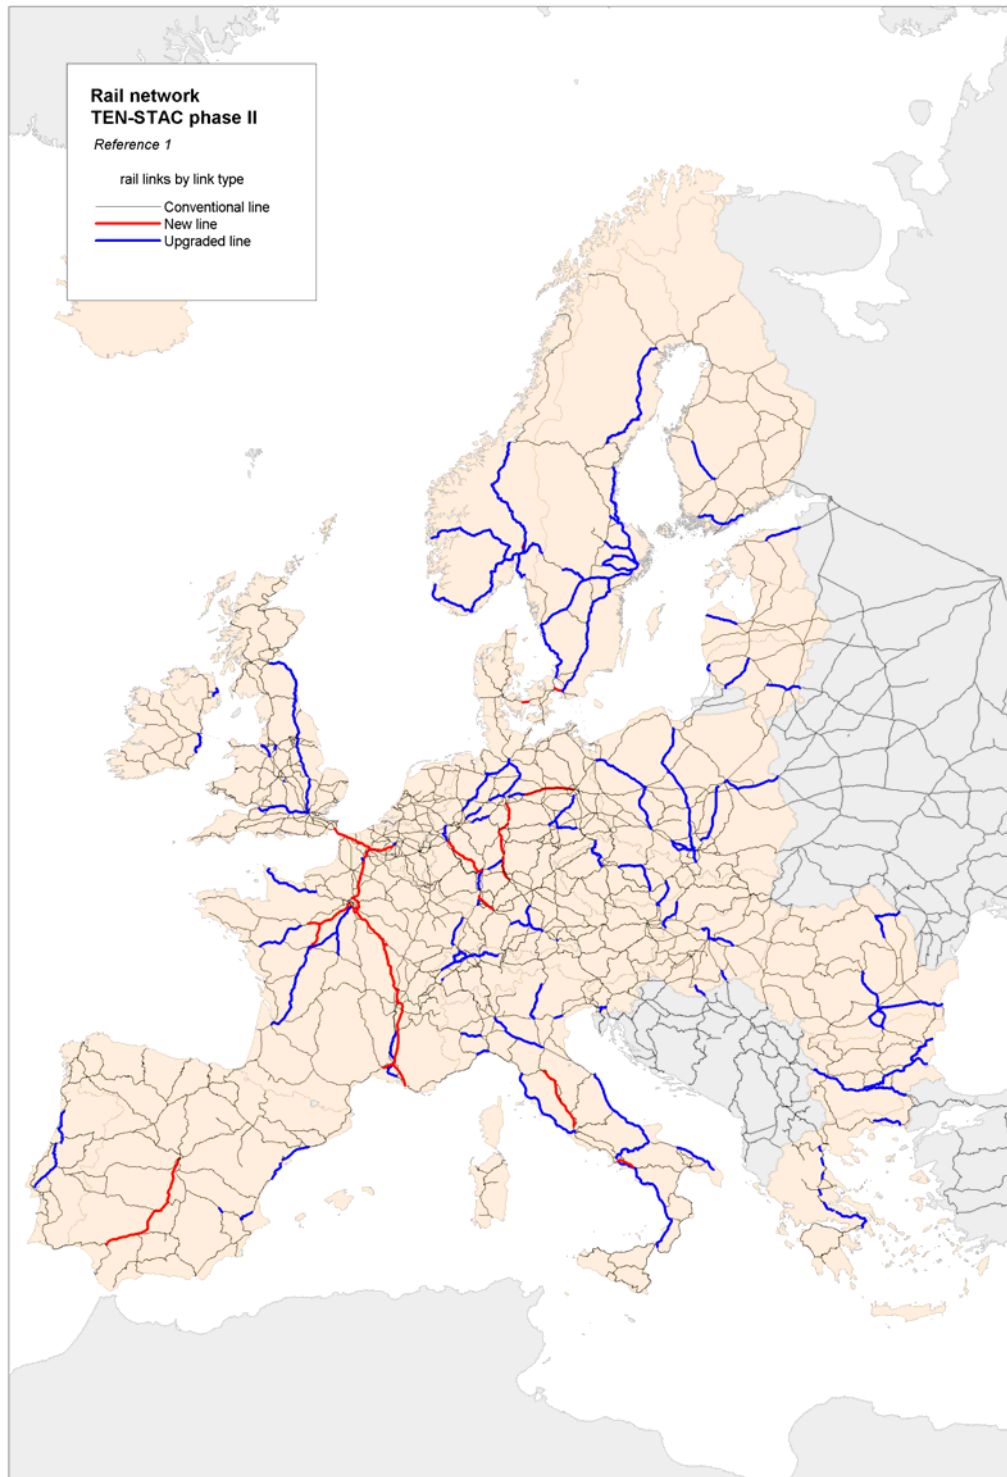 Rail network
TEN-STAC phase II
Reference 1
rail links by link type
Conventional line
New line
Upgraded line